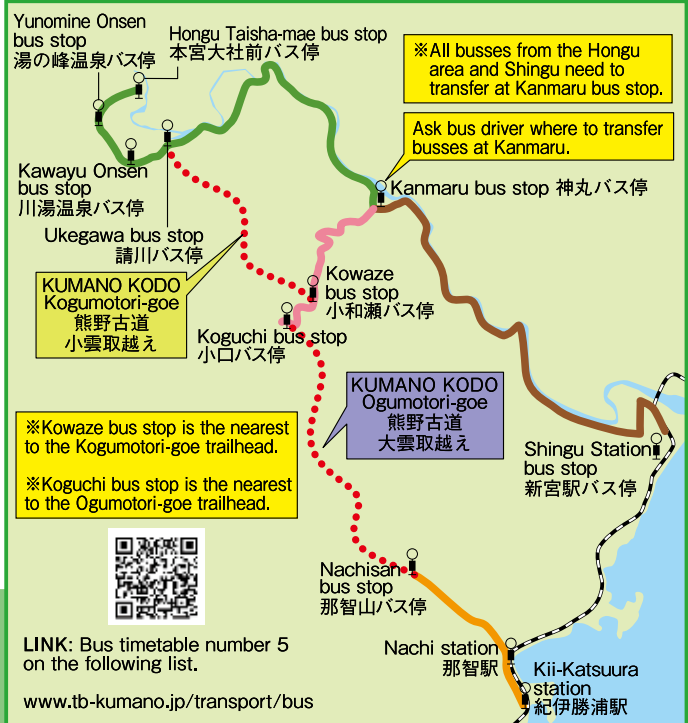 Yunomine Onsen
bus stop
湯の峰温泉バス停
Hongu Taisha-mae bus stop
本宮大社前バス停
※All busses from the Hongu
area and Shingu need to
transfer at Kanmaru bus stop.
Ask bus driver where to transfer
busses at Kanmaru.
Kawayu Onsen
bus stop
川湯温泉バス停
Kanmaru bus stop 神丸バス停
Ukegawa bus stop
請川バス停
KUMANO KODO
Kogumotori-goe
熊野古道
小雲取越え
Kowaze
bus stop
小和瀬バス停
Koguchi bus stop
小口バス停
KUMANO KODO
Ogumotori-goe
熊野古道
大雲取越え
※Kowaze bus stop is the nearest
to the Kogumotori-goe trailhead.
※Koguchi bus stop is the nearest
to the Ogumotori-goe trailhead.
Shingu Station
bus stop
新宮駅バス停
Nachisan
bus stop
那智山バス停
LINK: Bus timetable number 5
on the following list.
www.tb-kumano.jp/transport/bus
Nachi station
那智駅
Kii-Katsuura
station
紀伊勝浦駅